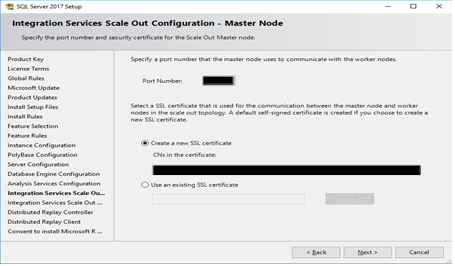 SQL Server 2017 Setup
Integration Services Scale Out Configuration - Master Node
Specify the port number and security certificate for the Scale Out Master node.
Product Key
License Terms
Global Rules
Microsoft Update
Product Updates
Install Setup Files
Install Rules
Feature Selection
Feature Rules
Instance Configuration
PolyBase Configuration
Server Configuration
Database Engine Configuration
Analysis Services Configuration
Integration Services Scale Ou...
Integration Services Scale Out ...
Distributed Replay Controller
Distributed Replay Client
Consent to install Microsoft R ...
Specify a port number that the master node uses to communicate with the worker nodes.
Port Number:
Select a SSL certificate that is used for the communication between the master node and worker
nodes in the scale out topology. A default self-signed certificate is created if you choose to create a
new SSL certificate.
Create a new SSL certificate
CNs in the certificate:
Use an existing SSL certificate
Browse
< Back
Next >
Cancel